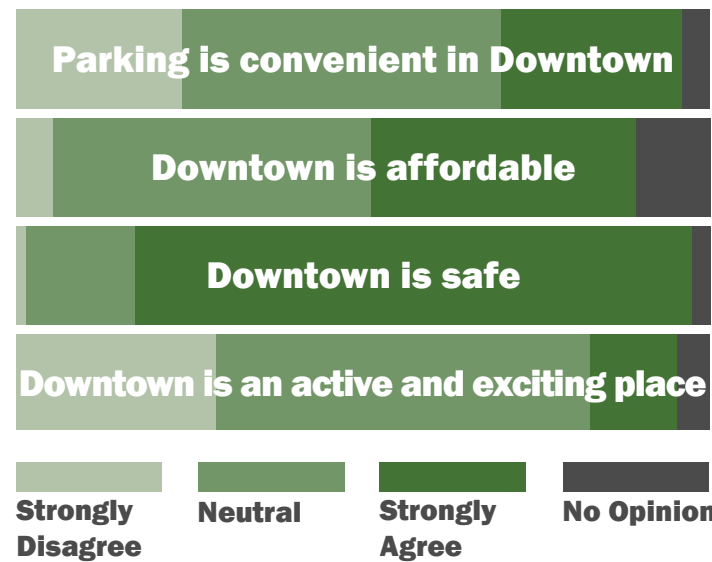 Parking is convenient in Downtown
Downtown is affordable
Downtown is safe
Downtown is an active and exciting place
Strongly
Disagree
Neutral
Strongly
Agree
No Opinion